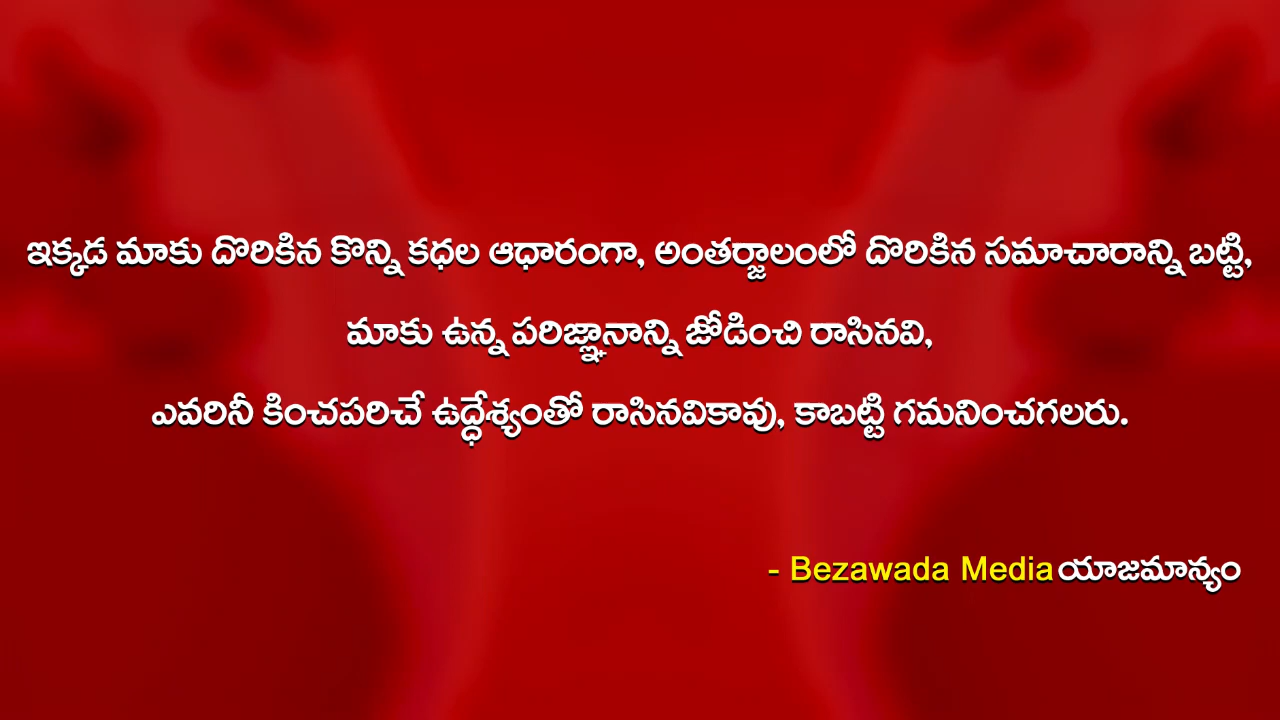 ఇక్కడ మాకు దొరికిన కొన్ని కధల ఆధారంగా, అంతర్జాలంలో దొరికిన సమాచారాన్ని బట్టి,
మాకు ఉన్న పరిజ్ఞానాన్ని జోడించి రాసినవి,
ఎవరినీ కించపరిచే ఉద్ధేశ్యంతో రాసినవికావు, కాబట్టి గమనించగలరు.
- Bezawada Media యాజమాన్యం